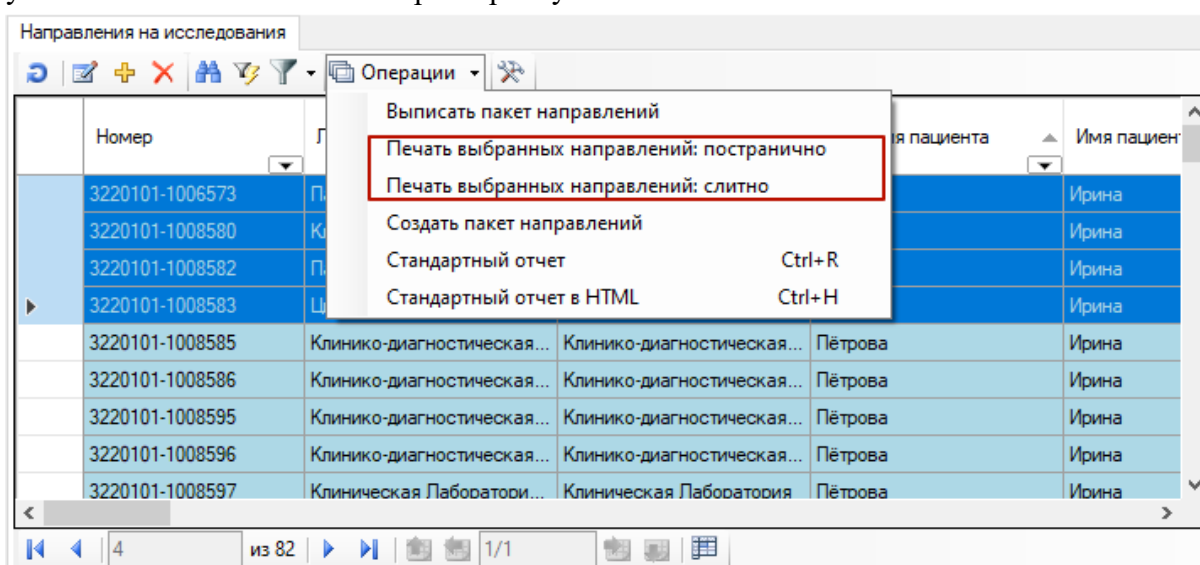 Направления на исследования
Операции
Выписать пакет направлений
Номер
я пациента
Имя пациен
Печать выбранных направлений: постранично
Печать выбранных направлений: слитно
3220101-1006573
Ирина
3220101-1008580
Создать пакет направлений
Ирина
3220101-1008582
Стандартный отчет Ctrl+R
Ирина
3220101-1008583
Стандартный отчет в HTML Ctrl+H
Ирина
3220101-1008585 Клинико-диагностическая... Клинико-диагностическая... Пётрова Ирина
3220101-1008586 Клинико-диагностическая... Клинико-диагностическая... Пётрова Ирина
3220101-1008595 Клинико-диагностическая... Клинико-диагностическая... Пётрова Ирина
3220101-1008596 Клинико-диагностическая... Клинико-диагностическая... Пётрова Ирина
3220101-1008597 Клиническая Лаборатори... Клиническая Лаборатория Пётрова Ирина
4 из 82 1/1